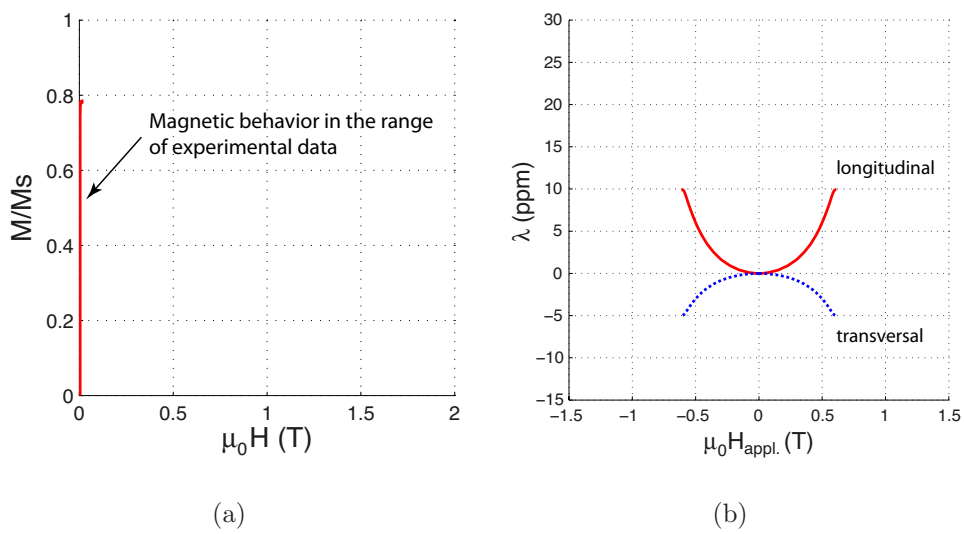 1
0.8
0.6
0.4
0.2
0
M/Ms
Magnetic behavior in the range
of experimental data
0 0.5 1 1.5 2
μ₀H (T)
(a)
30
25
20
15
10
5
0
−5
−10
−15
λ (ppm)
longitudinal
transversal
−1.5 −1 −0.5 0 0.5 1 1.5
μ₀Happl. (T)
(b)